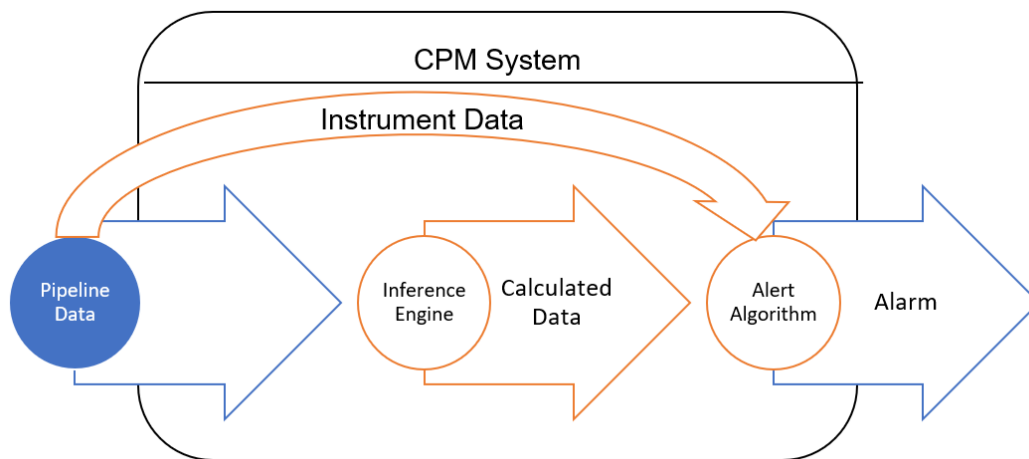 CPM System
Instrument Data
Pipeline
Data
Inference
Engine
Calculated
Data
Alert
Algorithm
Alarm